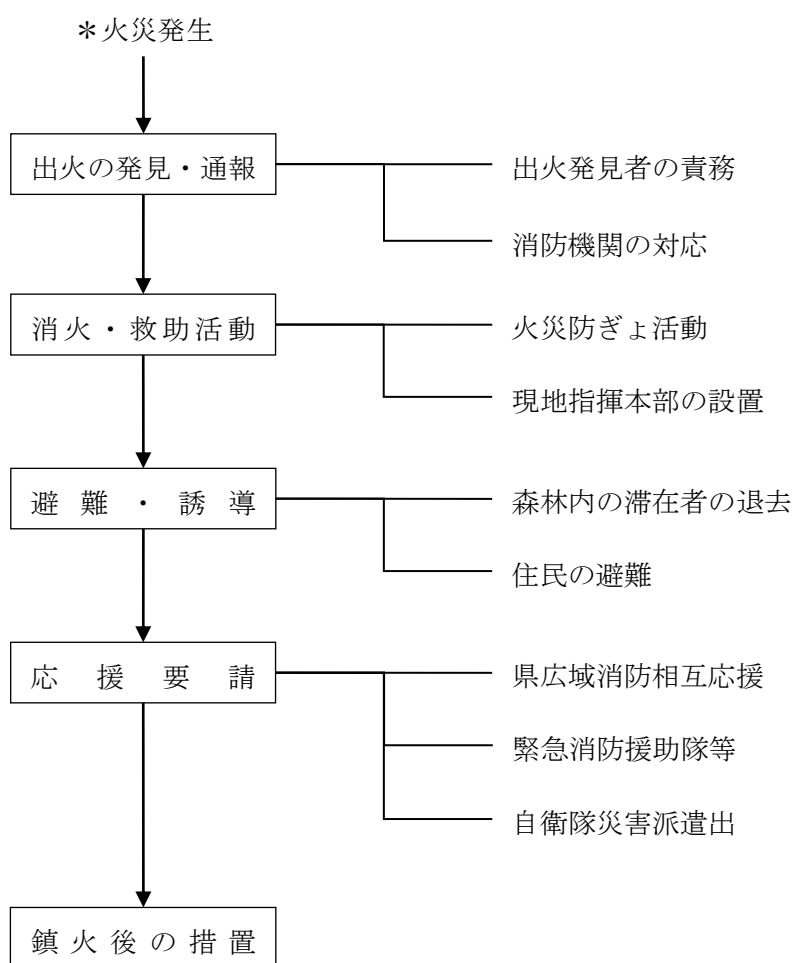 ＊火災発生
出火の発見・通報
出火発見者の責務
消防機関の対応
消火・救助活動
火災防ぎょ活動
現地指揮本部の設置
避難・誘導
森林内の滞在者の退去
住民の避難
応援要請
県広域消防相互応援
緊急消防援助隊等
自衛隊災害派遣出
鎮火後の措置